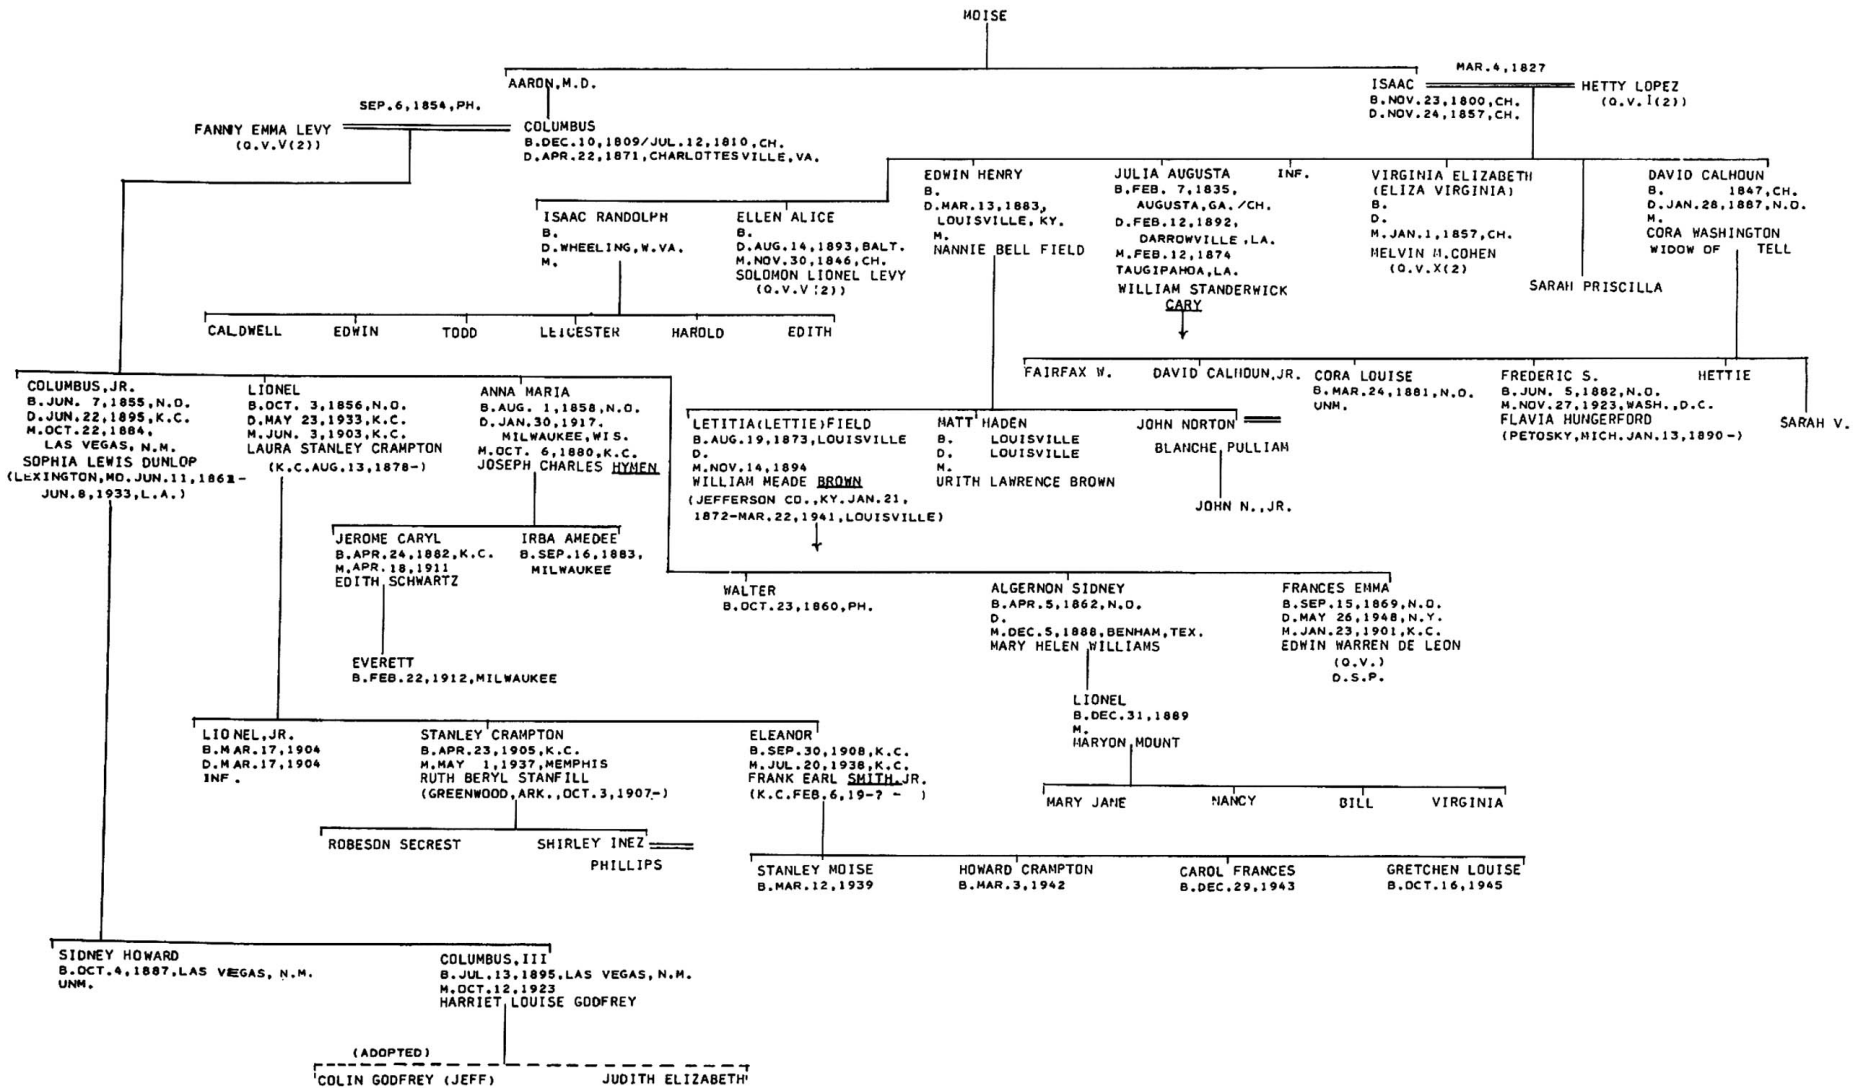 MOISE
AARON, M.D.
SEP.6,1854,PH.
FANNY EMMA LEVY
(Q.V.V(2))
COLUMBUS
B.DEC.10,1809/JUL.12,1810,CH.
D.APR.22,1871,CHARLOTTESVILLE,VA.
MAR.4,1827
ISAAC
B.NOV.23,1800,CH.
D.NOV.24,1857,CH.
HETTY LOPEZ
(Q.V.I(2))
ISAAC RANDOLPH
B.
D.WHEELING,W.VA.
M.
ELLEN ALICE
B.
D.AUG.14,1893,BALT.
M.NOV.30,1846,CH.
SOLOMON LIONEL LEVY
(Q.V.V(2))
EDWIN HENRY
B.
D.MAR.13,1883,
LOUISVILLE,KY.
M.
NANNIE BELL FIELD
JULIA AUGUSTA
B.FEB. 7,1835,
AUGUSTA,GA./CH.
D.FEB.12,1892,
DARROWVILLE,LA.
M.FEB.12,1874
TAUGIPAHOA,LA.
WILLIAM STANDERWICK
CARY
INF.
VIRGINIA ELIZABETH
(ELIZA VIRGINIA)
B.
D.
M.JAN.1,1857,CH.
MELVIN M.COHEN
(Q.V.X(2)
SARAH PRISCILLA
DAVID CALHOUN
B. 1847,CH.
D.JAN.28,1887,N.O.
M.
CORA WASHINGTON
WIDOW OF TELL
CALDWELL EDWIN TODD LEICESTER HAROLD EDITH
COLUMBUS,JR.
B.JUN. 7,1855,N.O.
D.JUN.22,1895,K.C.
M.OCT.22,1884,
LAS VEGAS,N.M.
SOPHIA LEWIS DUNLOP
(LEXINGTON,MO.JUN.11,1861-
JUN.8,1933,L.A.)
LIONEL
B.OCT. 3,1856,N.O.
D.MAY 23,1933,K.C.
M.JUN. 3,1903,K.C.
LAURA STANLEY CRAMPTON
(K.C.AUG.13,1878-)
ANNA MARIA
B.AUG. 1,1858,N.O.
D.JAN.30,1917.
MILWAUKEE,WIS.
M.OCT. 6,1880,K.C.
JOSEPH CHARLES HYMEN
LETITIA(LETTIE)FIELD
B.AUG.19,1873,LOUISVILLE
D.
M.NOV.14,1894
WILLIAM MEADE BROWN
(JEFFERSON CO.,KY.JAN.21,
1872-MAR.22,1941,LOUISVILLE)
MATT HADEN
B. LOUISVILLE
D. LOUISVILLE
M.
URITH LAWRENCE BROWN
JOHN NORTON
BLANCHE PULLIAM
JOHN N.,JR.
FAIRFAX W.
DAVID CALHOUN,JR.
CORA LOUISE
B.MAR.24,1881,N.O.
UNM.
FREDERIC S.
B.JUN. 5,1882,N.O.
M.NOV.27,1923,WASH.,D.C.
FLAVIA HUNGERFORD
(PETOSKY,MICH.JAN.13,1890-)
HETTIE
SARAH V.
JEROME CARYL
B.APR.24,1882,K.C.
M.APR.18,1911
EDITH SCHWARTZ
IRBA AMEDEE
B.SEP.16,1883,
MILWAUKEE
EVERETT
B.FEB.22,1912,MILWAUKEE
WALTER
B.OCT.23,1860,PH.
ALGERNON SIDNEY
B.APR.5,1862,N.O.
D.
M.DEC.5,1888,BENHAM,TEX.
MARY HELEN WILLIAMS
FRANCES EMMA
B.SEP.15,1869,N.O.
D.MAY 26,1948,N.Y.
M.JAN.23,1901,K.C.
EDWIN WARREN DE LEON
(Q.V.)
D.S.P.
LIONEL
B.DEC.31,1889
M.
MARYON MOUNT
LIONEL,JR.
B.MAR.17,1904
D.MAR.17,1904
INF.
STANLEY CRAMPTON
B.APR.23,1905,K.C.
M.MAY 1,1937,MEMPHIS
RUTH BERYL STANFILL
(GREENWOOD,ARK.,OCT.3,1907-)
ELEANOR
B.SEP.30,1908,K.C.
M.JUL.20,1938,K.C.
FRANK EARL SMITH,JR.
(K.C.FEB.6,19-7 - )
MARY JANE NANCY BILL VIRGINIA
ROBESON SECREST
SHIRLEY INEZ
PHILLIPS
STANLEY MOISE
B.MAR.12,1939
HOWARD CRAMPTON
B.MAR.3,1942
CAROL FRANCES
B.DEC.29,1943
GRETCHEN LOUISE
B.OCT.16,1945
SIDNEY HOWARD
B.OCT.4,1887,LAS VEGAS,N.M.
UNM.
COLUMBUS,III
B.JUL.13,1895,LAS VEGAS,N.M.
M.OCT.12,1923
HARRIET LOUISE GODFREY
(ADOPTED)
COLIN GODFREY (JEFF) JUDITH ELIZABETH